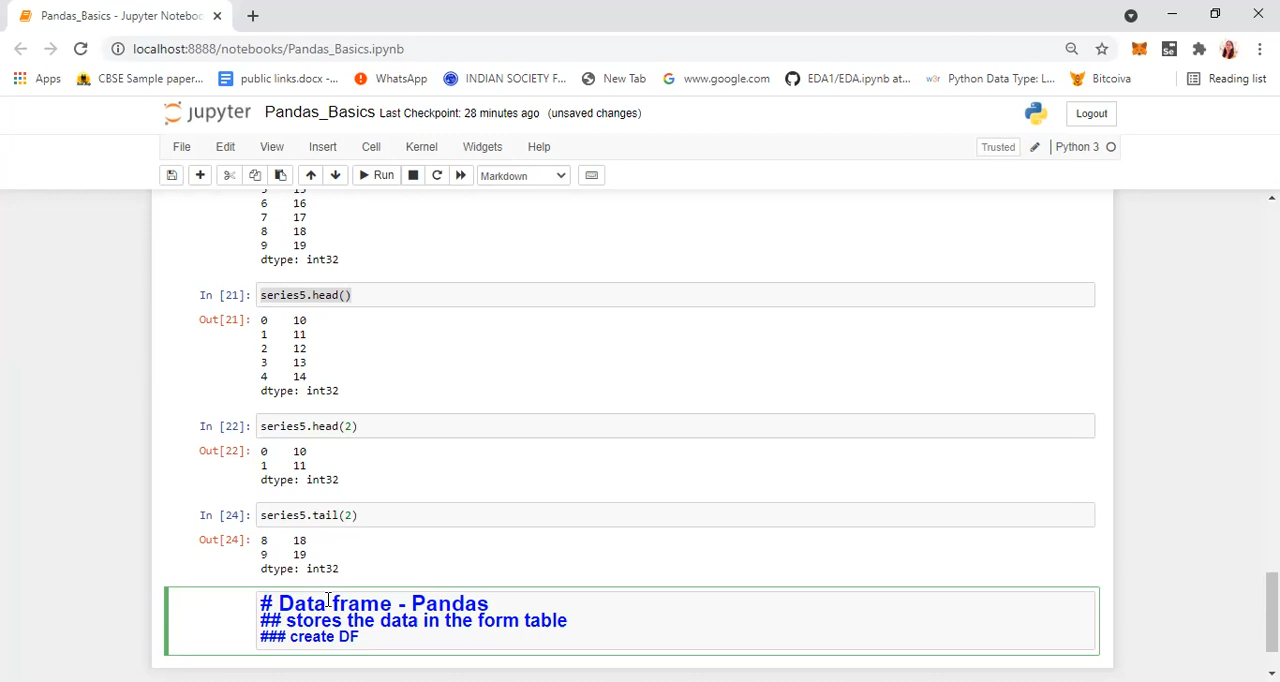 Pandas_Basics - Jupyter Noteboo
localhost:8888/notebooks/Pandas_Basics.ipynb
Apps CBSE Sample paper... public links.docx -... WhatsApp INDIAN SOCIETY F... New Tab www.google.com EDA1/EDA.ipynb at... Python Data Type: L... Bitcoiva Reading list
jupyter Pandas_Basics Last Checkpoint: 28 minutes ago (unsaved changes) Logout
File Edit View Insert Cell Kernel Widgets Help Trusted Python 3
Run Markdown
5 15
6 16
7 17
8 18
9 19
dtype: int32
In [21]: series5.head()
Out[21]: 0 10
1 11
2 12
3 13
4 14
dtype: int32
In [22]: series5.head(2)
Out[22]: 0 10
1 11
dtype: int32
In [24]: series5.tail(2)
Out[24]: 8 18
9 19
dtype: int32
# Data frame - Pandas
## stores the data in the form table
### create DF